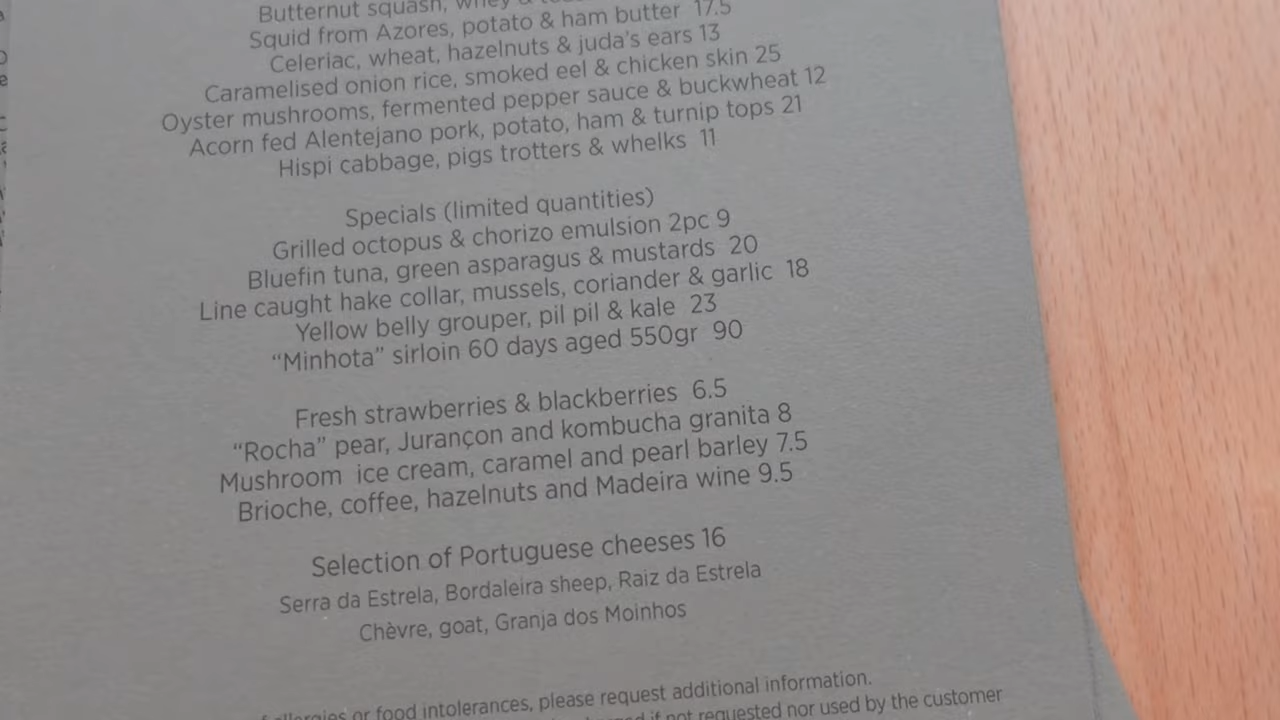 Butternut squash, whey &
Squid from Azores, potato & ham butter 17.5
Celeriac, wheat, hazelnuts & juda's ears 13
Caramelised onion rice, smoked eel & chicken skin 25
Oyster mushrooms, fermented pepper sauce & buckwheat 12
Acorn fed Alentejano pork, potato, ham & turnip tops 21
Hispi cabbage, pigs trotters & whelks 11
Specials (limited quantities)
Grilled octopus & chorizo emulsion 2pc 9
Bluefin tuna, green asparagus & mustards 20
Line caught hake collar, mussels, coriander & garlic 18
Yellow belly grouper, pil pil & kale 23
“Minhota” sirloin 60 days aged 550gr 90
Fresh strawberries & blackberries 6.5
“Rocha” pear, Jurançon and kombucha granita 8
Mushroom ice cream, caramel and pearl barley 7.5
Brioche, coffee, hazelnuts and Madeira wine 9.5
Selection of Portuguese cheeses 16
Serra da Estrela, Bordaleira sheep, Raiz da Estrela
Chèvre, goat, Granja dos Moinhos
allergies or food intolerances, please request additional information.
if not requested nor used by the customer